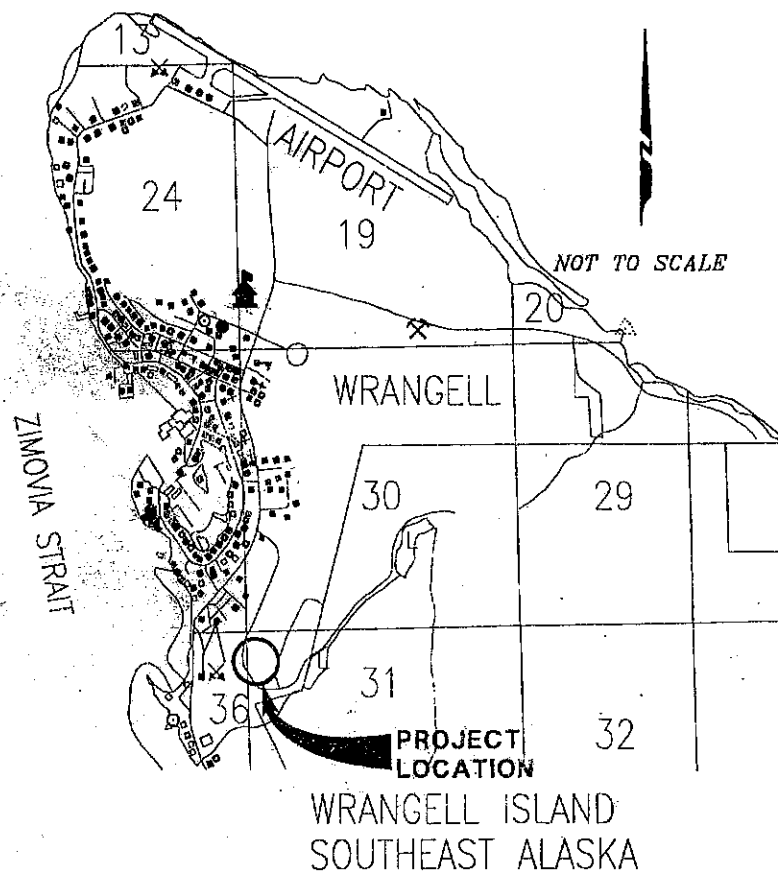 13
AIRPORT
24
19
NOT TO SCALE
20
WRANGELL
ZIMOVIA STRAIT
30
29
36
31
32
PROJECT
LOCATION
WRANGELL ISLAND
SOUTHEAST ALASKA